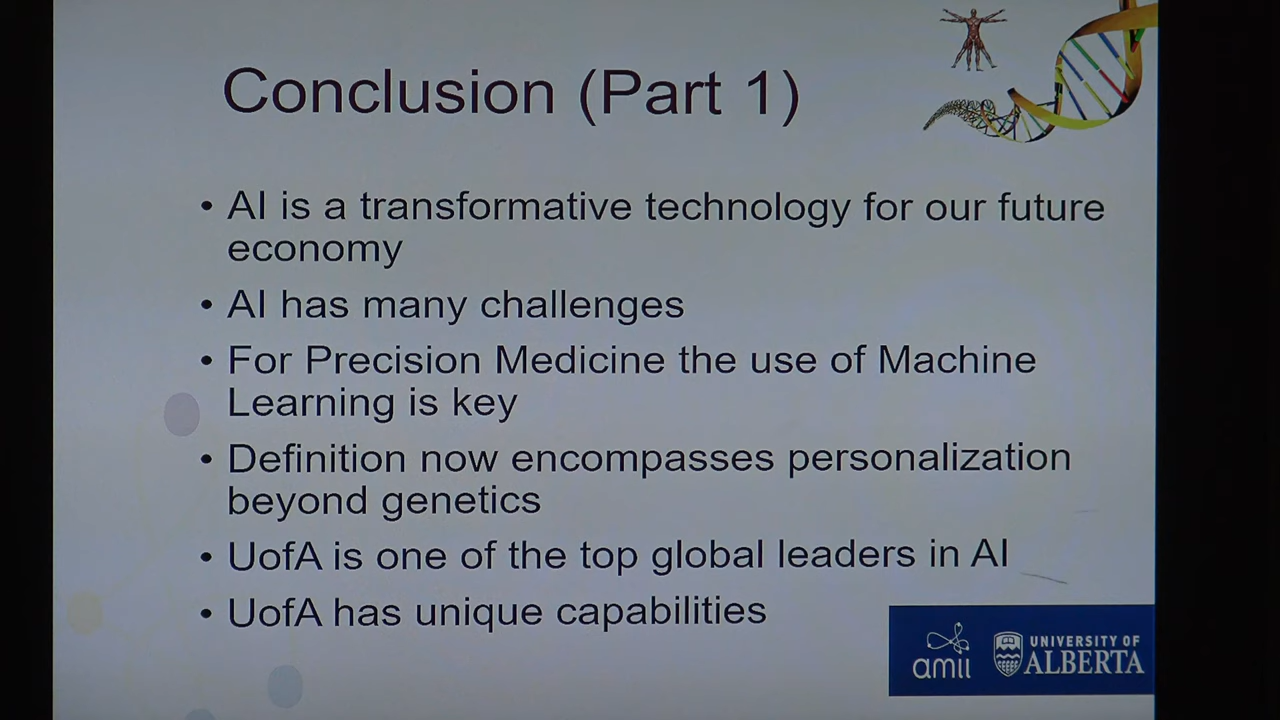 Conclusion (Part 1)
• AI is a transformative technology for our future
economy
• AI has many challenges
• For Precision Medicine the use of Machine
Learning is key
• Definition now encompasses personalization
beyond genetics
• UofA is one of the top global leaders in AI
• UofA has unique capabilities
amii
UNIVERSITY OF
ALBERTA